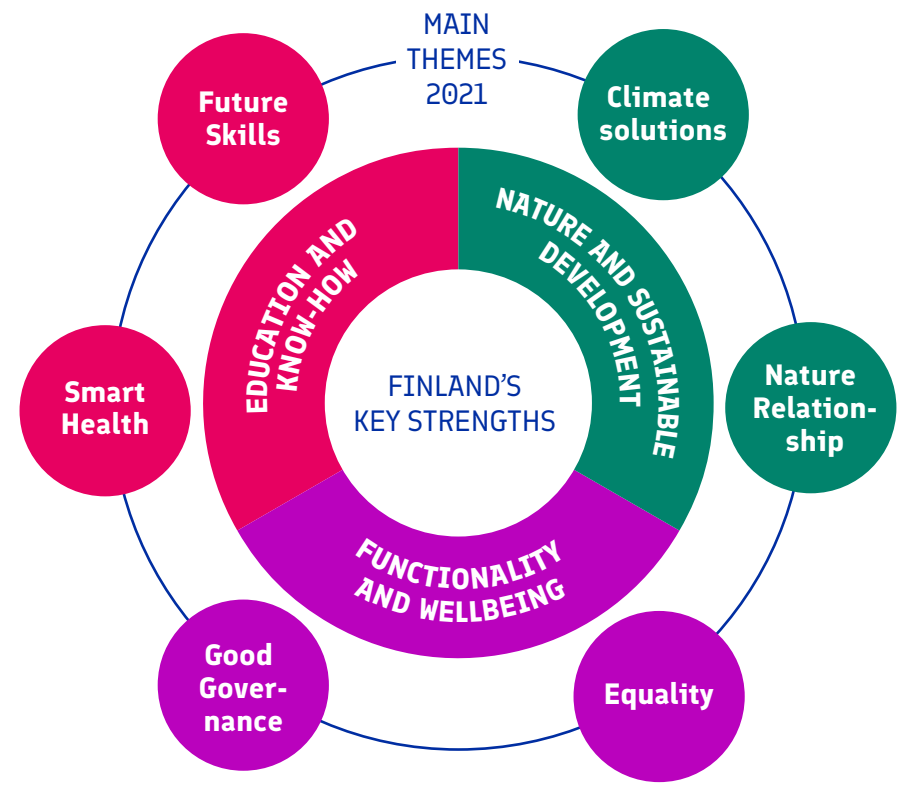 MAIN
THEMES
2021
Future
Skills
Climate
solutions
EDUCATION AND
KNOW-HOW
NATURE AND SUSTAINABLE
DEVELOPMENT
FINLAND’S
KEY STRENGTHS
Smart
Health
Nature
Relation-
ship
FUNCTIONALITY
AND WELLBEING
Good
Gover-
nance
Equality